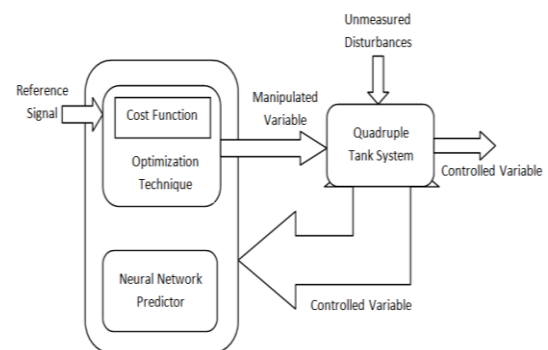 Unmeasured
Disturbances
Reference
Signal
Cost Function
Optimization
Technique
Manipulated
Variable
Quadruple
Tank System
Controlled Variable
Neural Network
Predictor
Controlled Variable